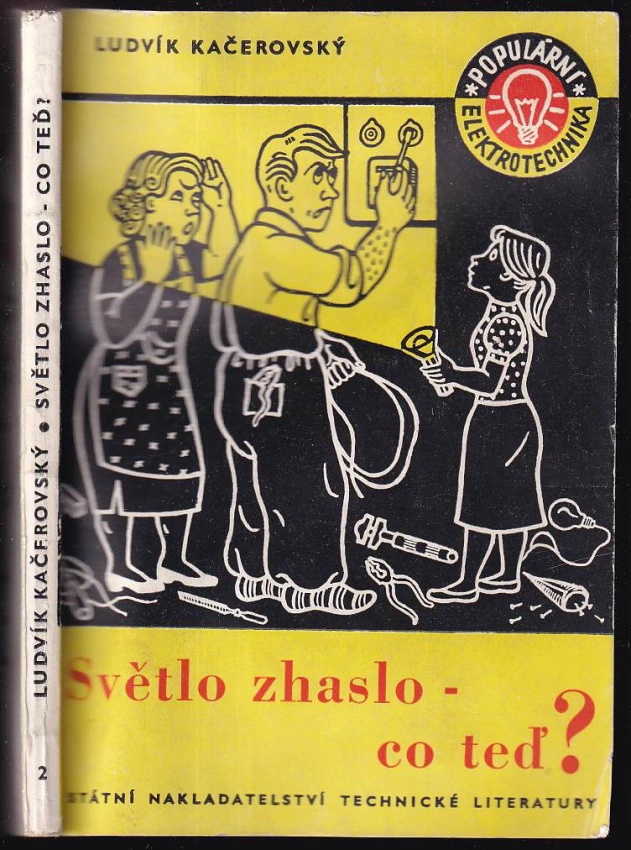 LUDVÍK KAČEROVSKÝ
*POPULÁRNÍ*
ELEKTROTECHNIKA
Světlo zhaslo -
co teď?
STÁTNÍ NAKLADATELSTVÍ TECHNICKÉ LITERATURY
LUDVÍK KAČEROVSKÝ • SVĚTLO ZHASLO - CO TEĎ?
2